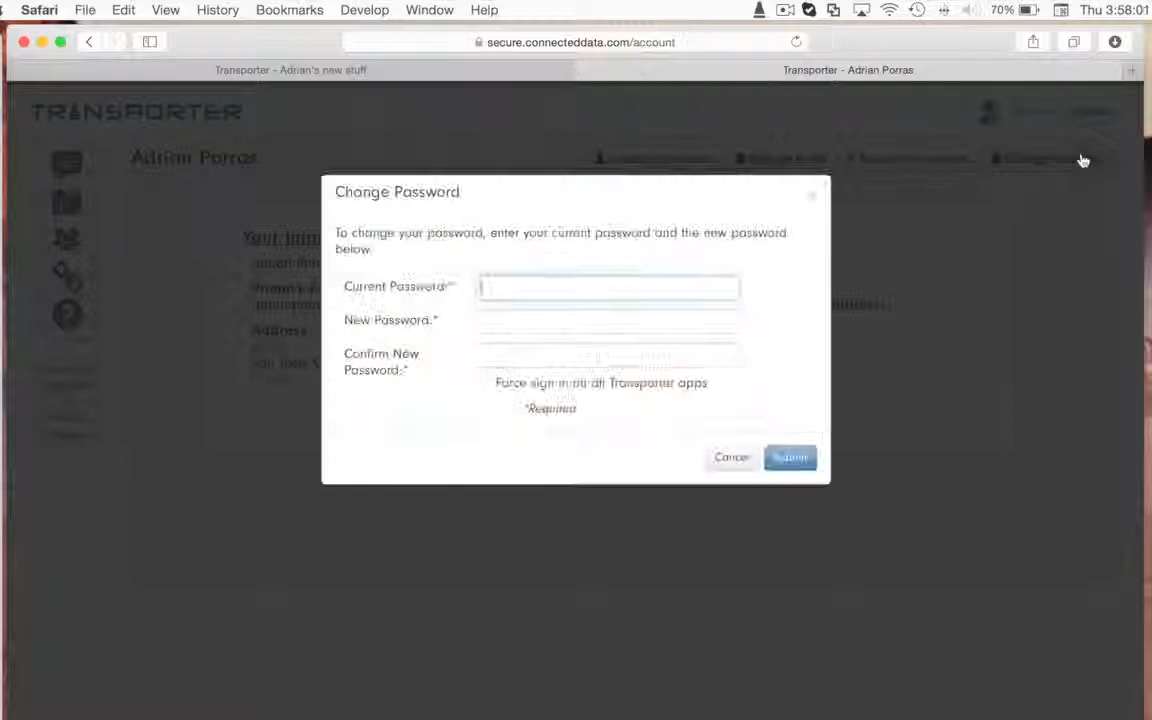 Safari File Edit View History Bookmarks Develop Window Help 70% Thu 3:58:01
secure.connecteddata.com/account
Transporter - Adrian's new stuff Transporter - Adrian Porras
TRANSPORTER
Adrian Porras
Change Password
To change your password, enter your current password and the new password
below.
Current Password:*
New Password:*
Confirm New
Password:*
Force sign in on all Transporter apps
*Required
Cancel Submit
Address